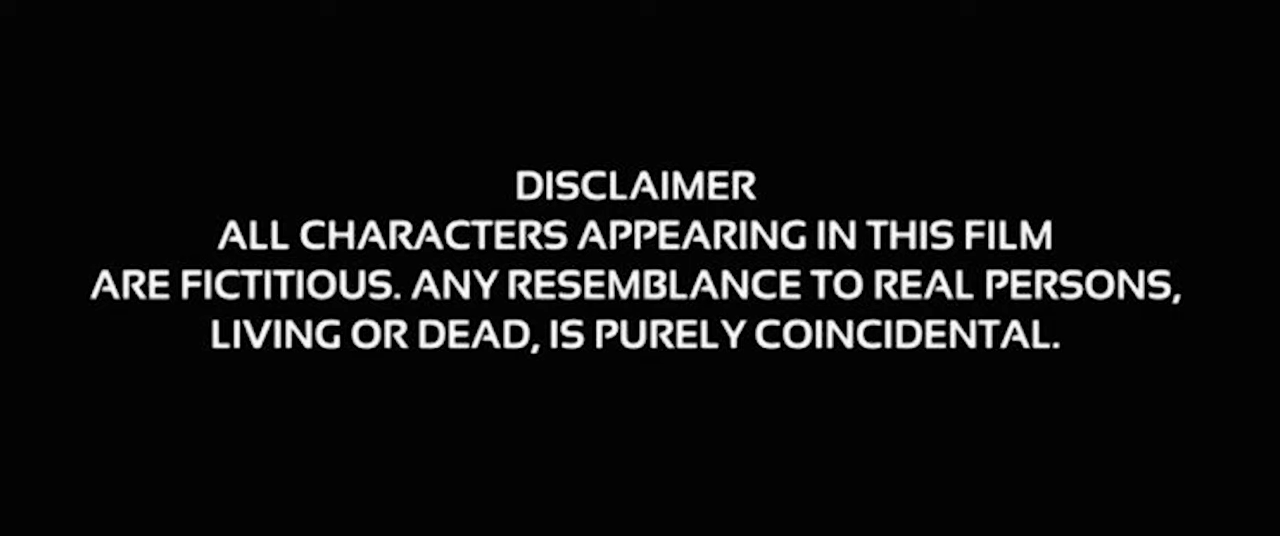 DISCLAIMER
ALL CHARACTERS APPEARING IN THIS FILM
ARE FICTITIOUS. ANY RESEMBLANCE TO REAL PERSONS,
LIVING OR DEAD, IS PURELY COINCIDENTAL.